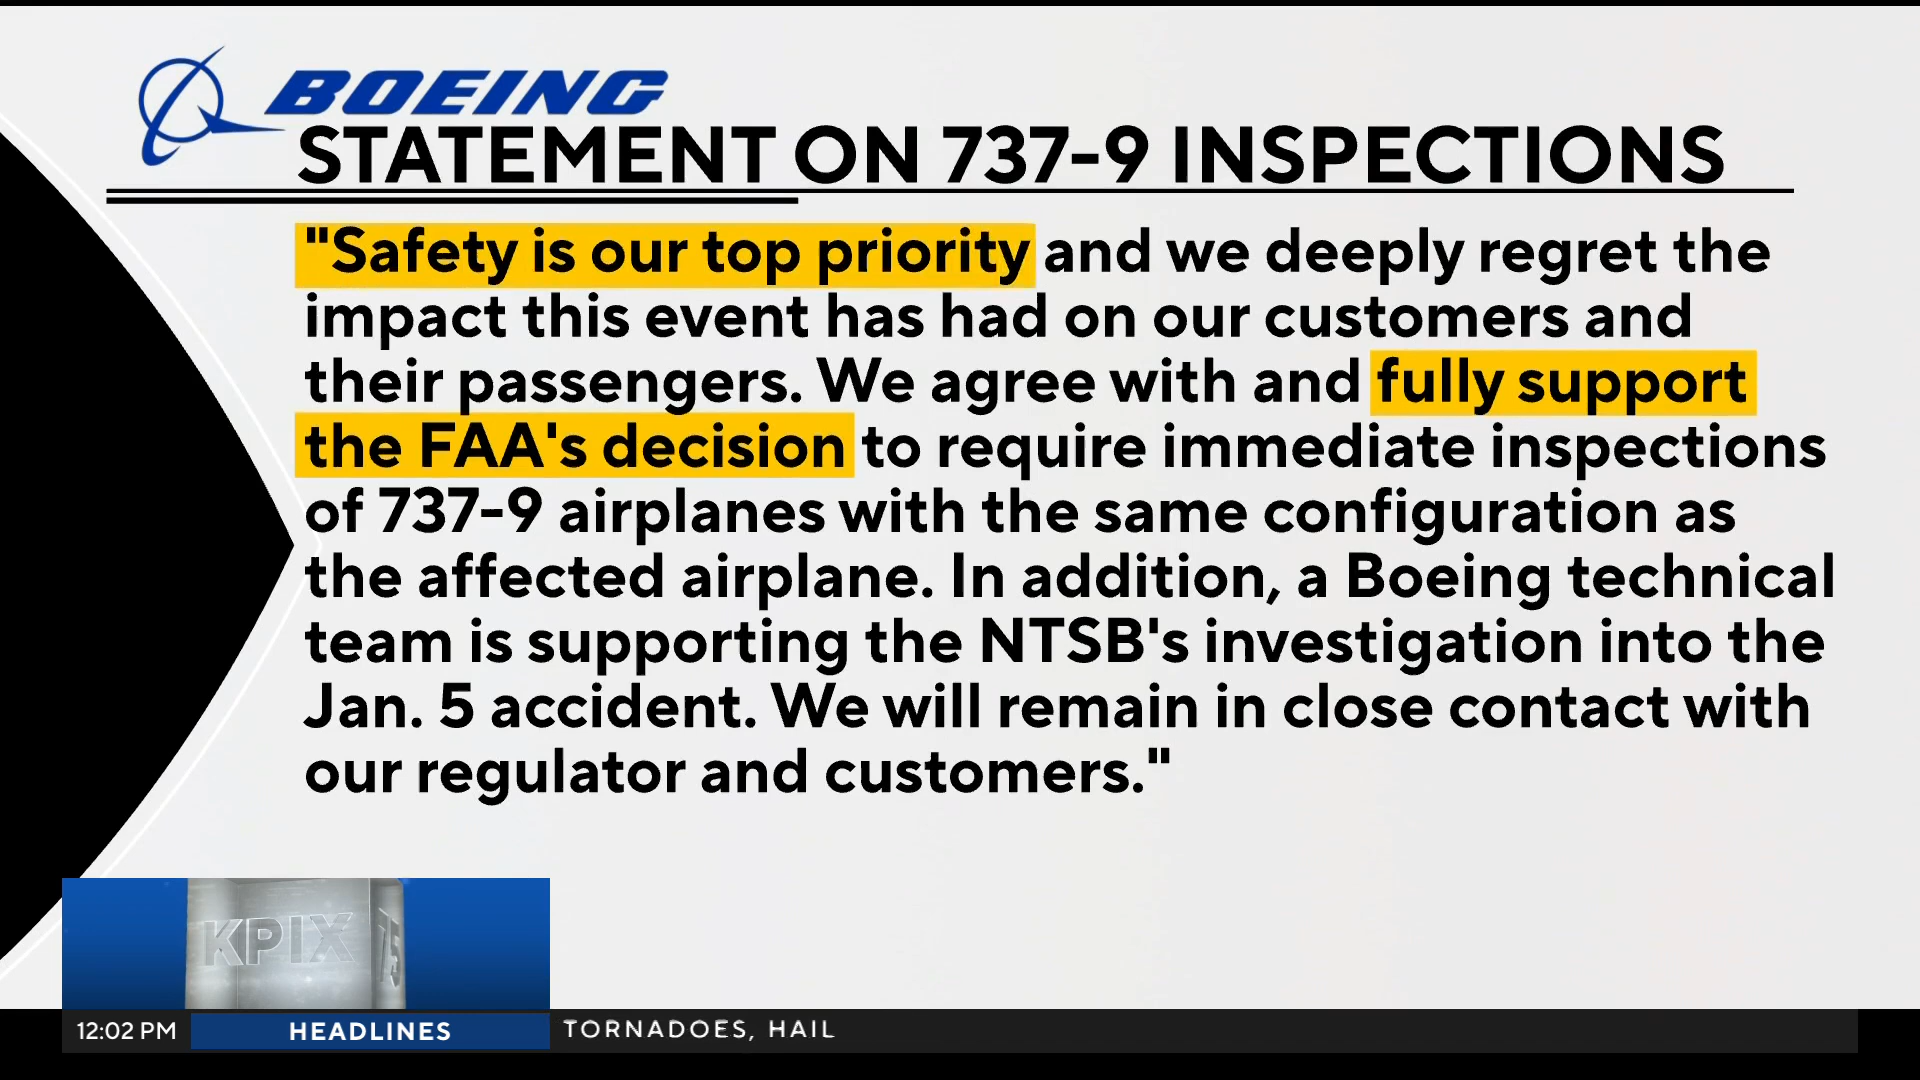 BOEING
STATEMENT ON 737-9 INSPECTIONS
"Safety is our top priority and we deeply regret the
impact this event has had on our customers and
their passengers. We agree with and fully support
the FAA's decision to require immediate inspections
of 737-9 airplanes with the same configuration as
the affected airplane. In addition, a Boeing technical
team is supporting the NTSB's investigation into the
Jan. 5 accident. We will remain in close contact with
our regulator and customers."
KPIX
12:02 PM HEADLINES TORNADOES, HAIL